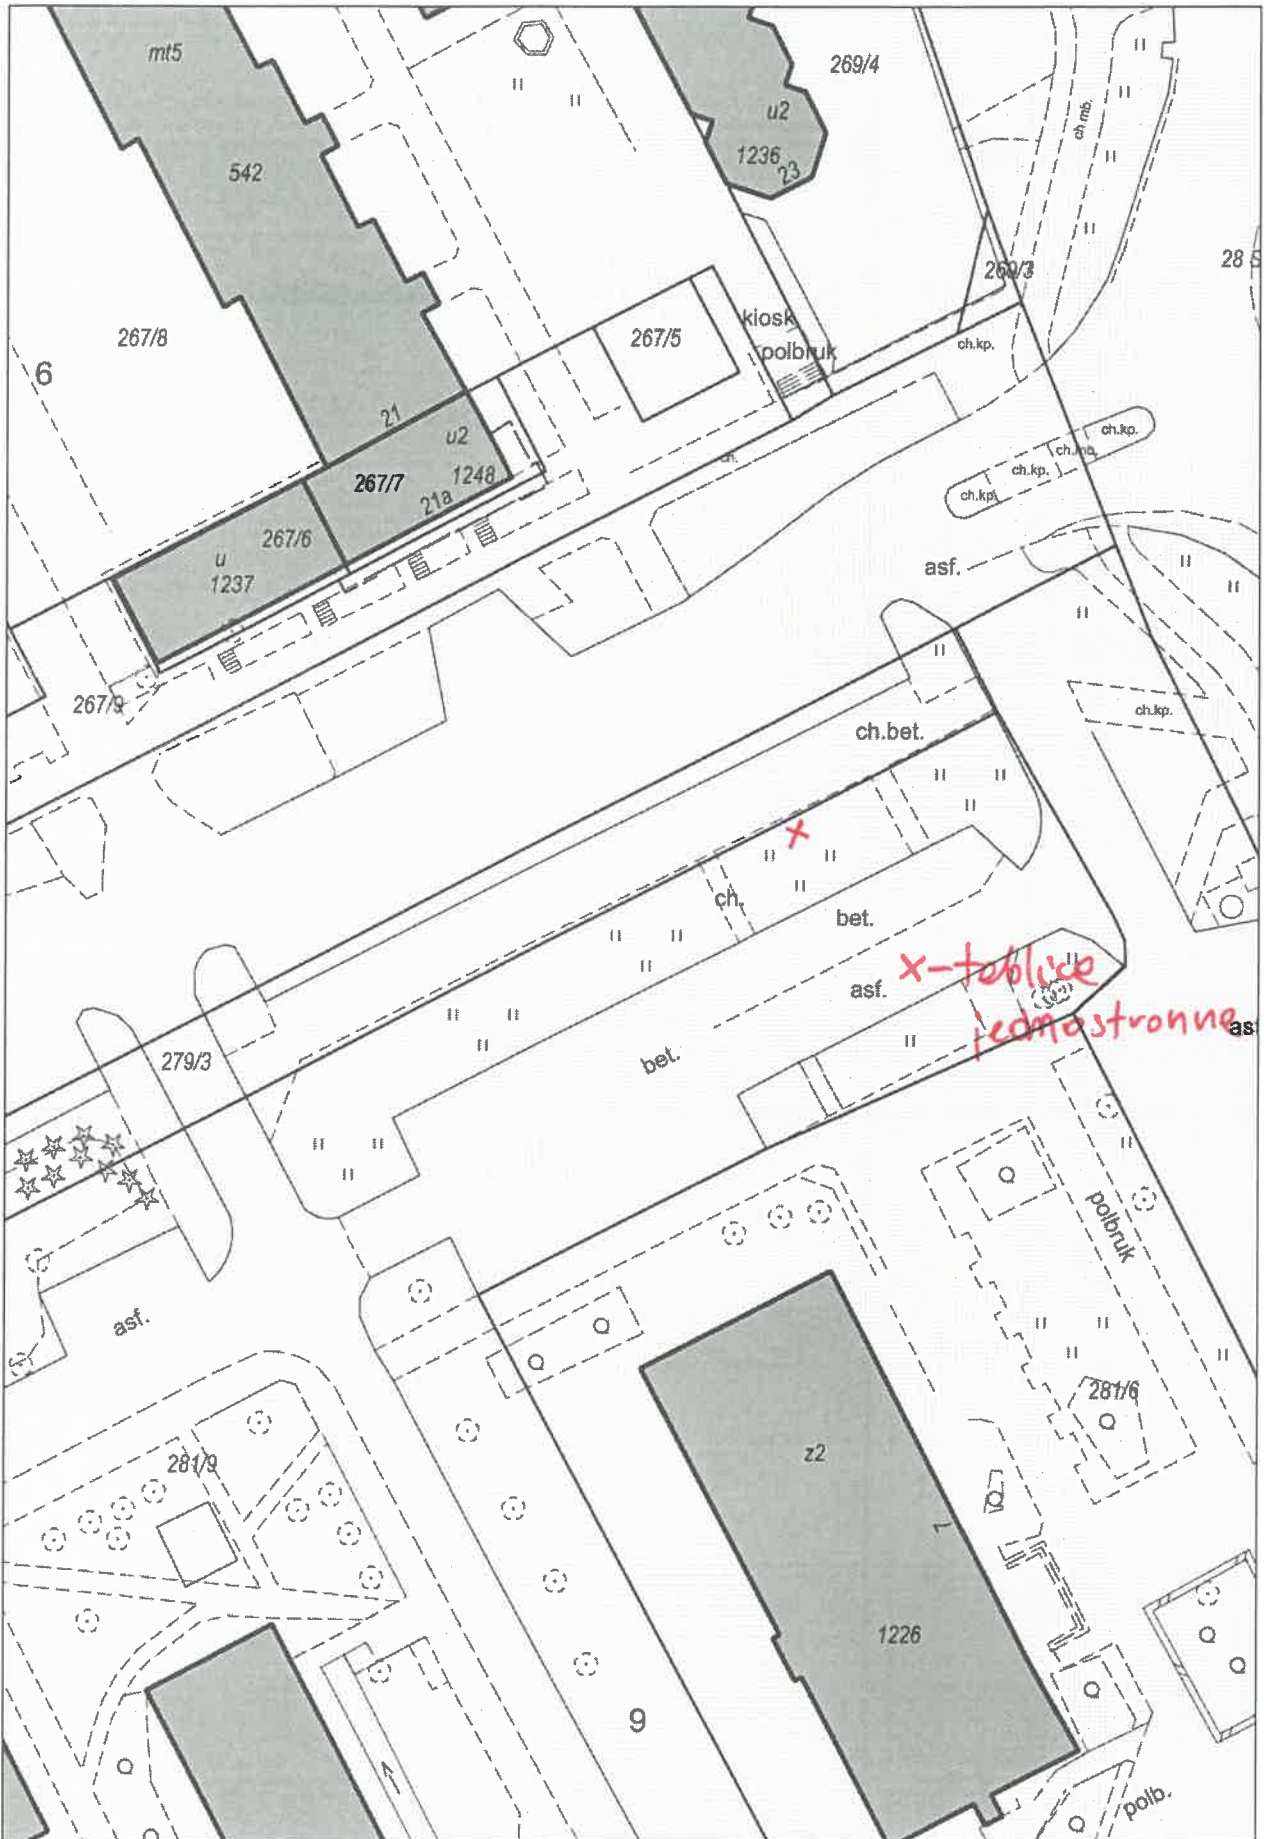 mt5
269/4
u2
ch.mb.
1236
23
542
269/3
28
267/8
kiosk
267/5
polbruk
ch.kp.
6
21
u2
ch.kp.
ch.mb.
ch.
ch.kp.
267/7
1248
ch.kp.
21a
267/6
u
1237
asf.
267/9
ch.kp.
ch.bet.
x
ch.
bet.
x-tablice
asf.
jednostronne
as
bet.
279/3
polbruk
asf.
281/6
z2
281/9
7
1226
9
polb.